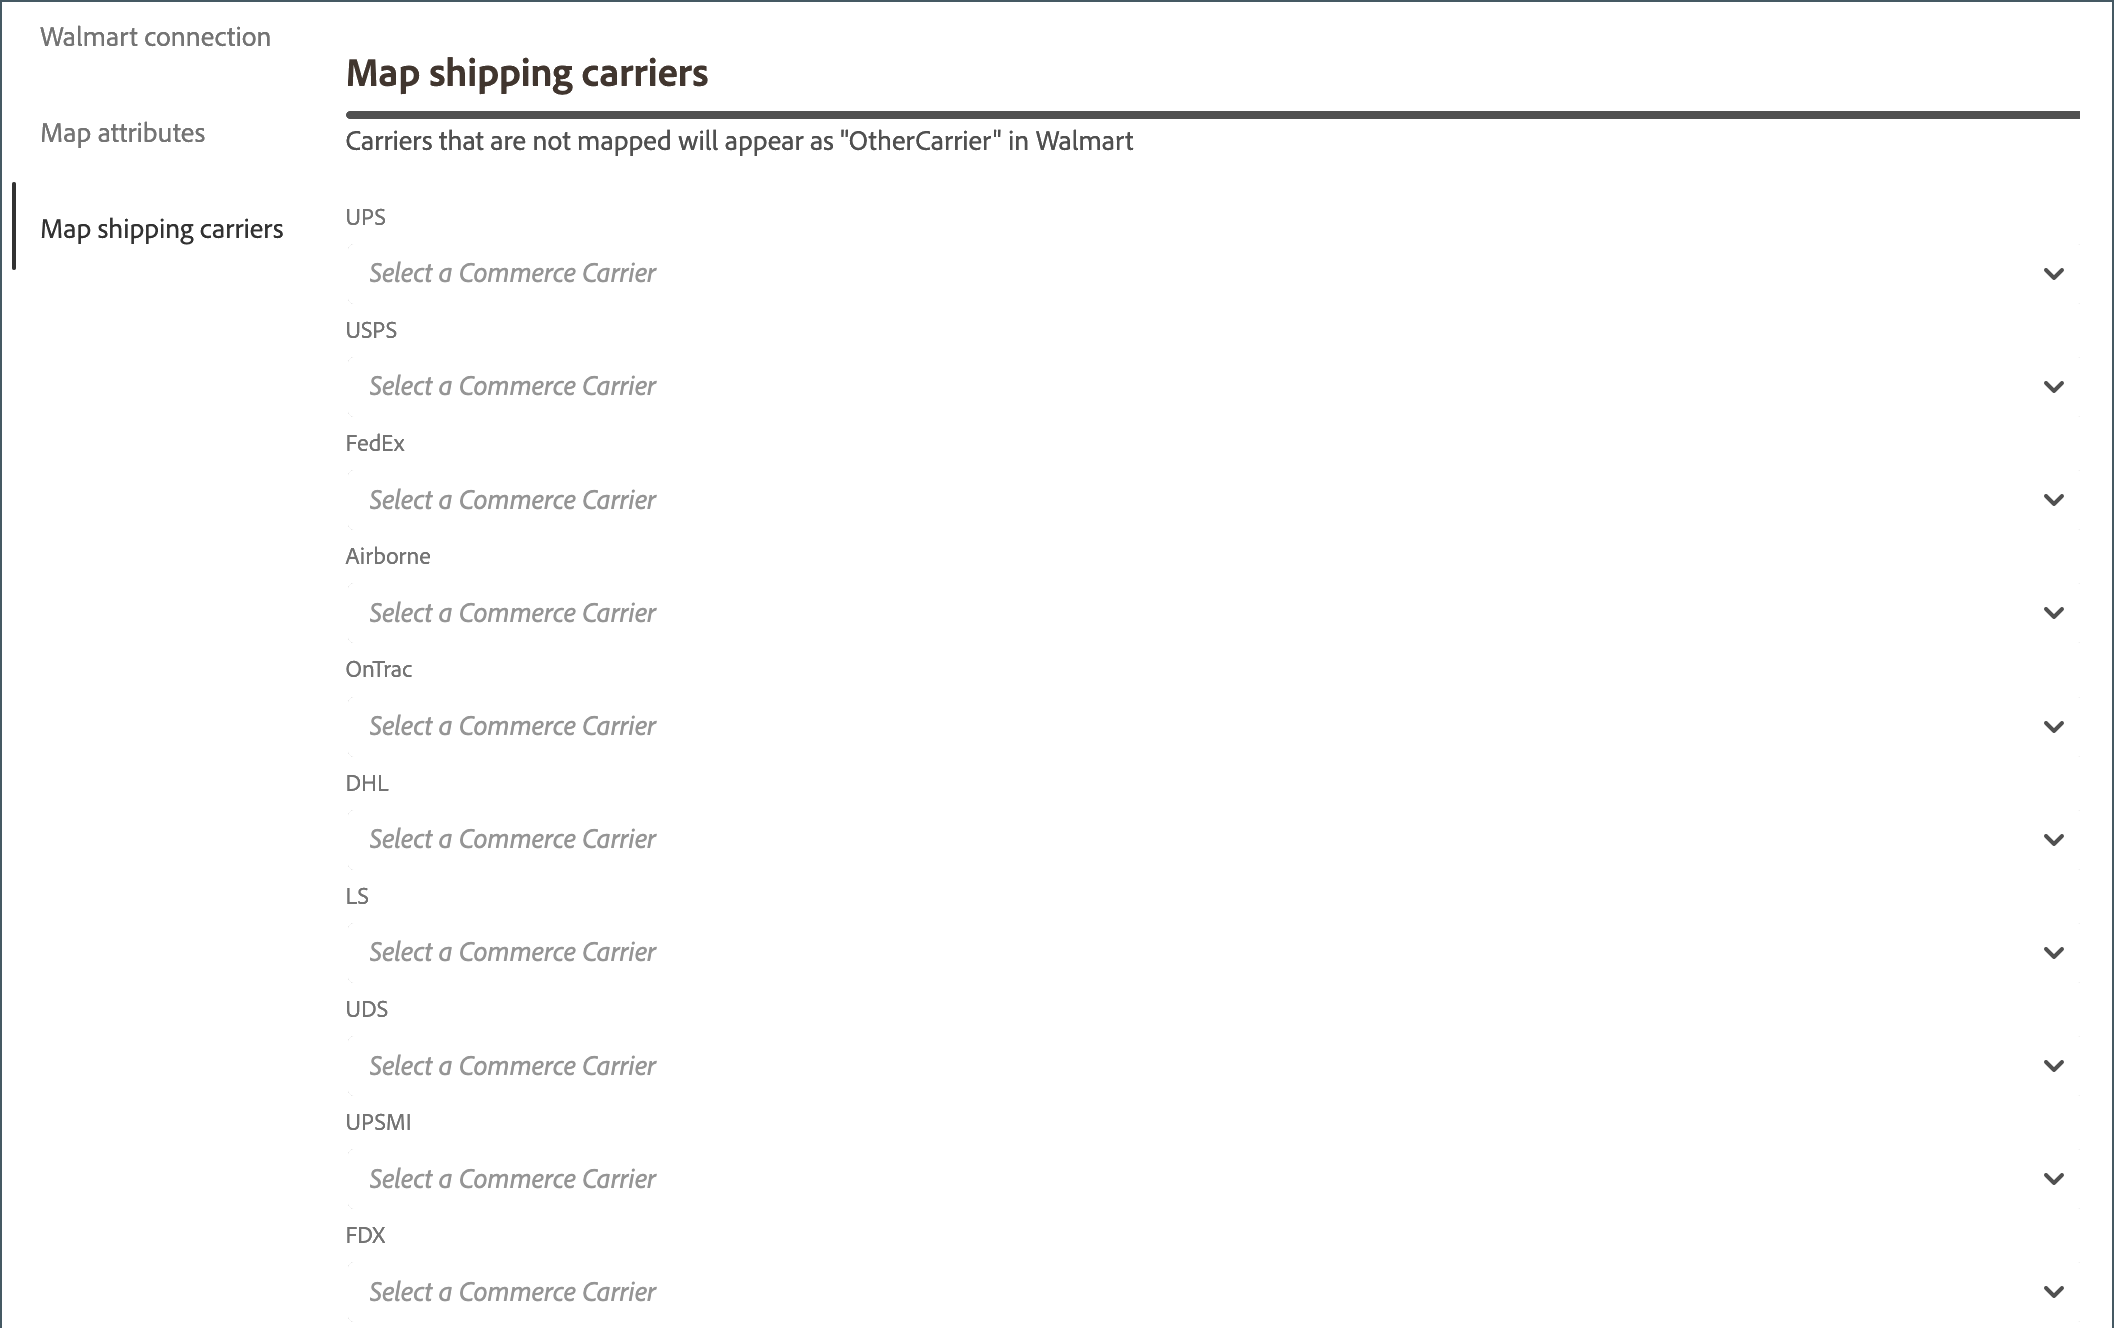 Walmart connection
Map attributes
Map shipping carriers
Map shipping carriers
Carriers that are not mapped will appear as "OtherCarrier" in Walmart
UPS
Select a Commerce Carrier
USPS
Select a Commerce Carrier
FedEx
Select a Commerce Carrier
Airborne
Select a Commerce Carrier
OnTrac
Select a Commerce Carrier
DHL
Select a Commerce Carrier
LS
Select a Commerce Carrier
UDS
Select a Commerce Carrier
UPSMI
Select a Commerce Carrier
FDX
Select a Commerce Carrier